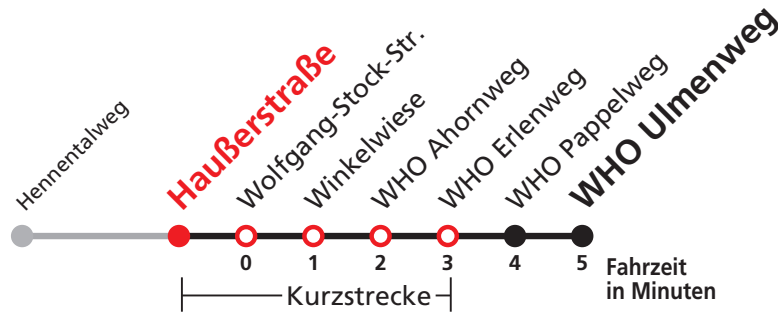 Hennentalweg
Haußerstraße
Wolfgang-Stock-Str.
Winkelwiese
WHO Ahornweg
WHO Erlenweg
WHO Pappelweg
WHO Ulmenweg
0 1 2 3 4 5
Fahrzeit
in Minuten
Kurzstrecke